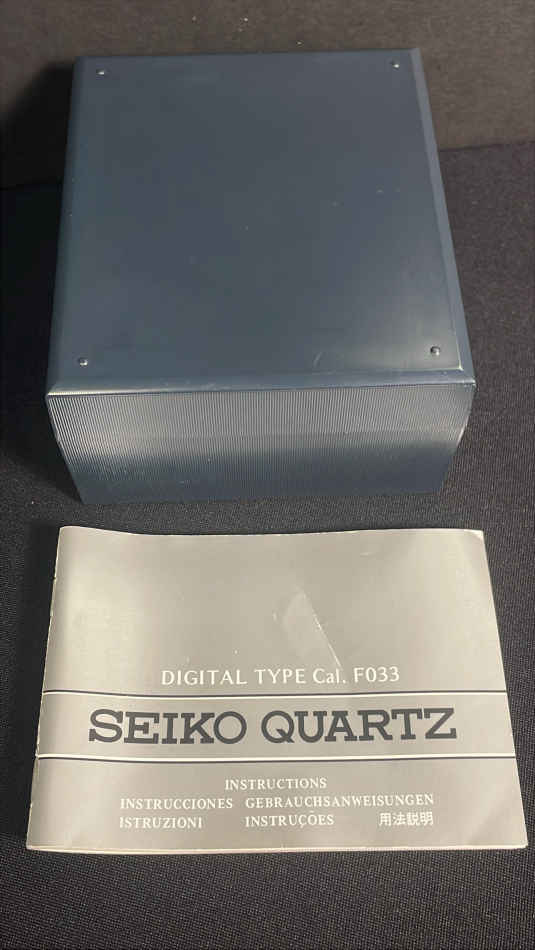 DIGITAL TYPE Cal. F033
SEIKO QUARTZ
INSTRUCTIONS
INSTRUCCIONES GEBRAUCHSANWEISUNGEN
ISTRUZIONI INSTRUÇÕES 用法説明